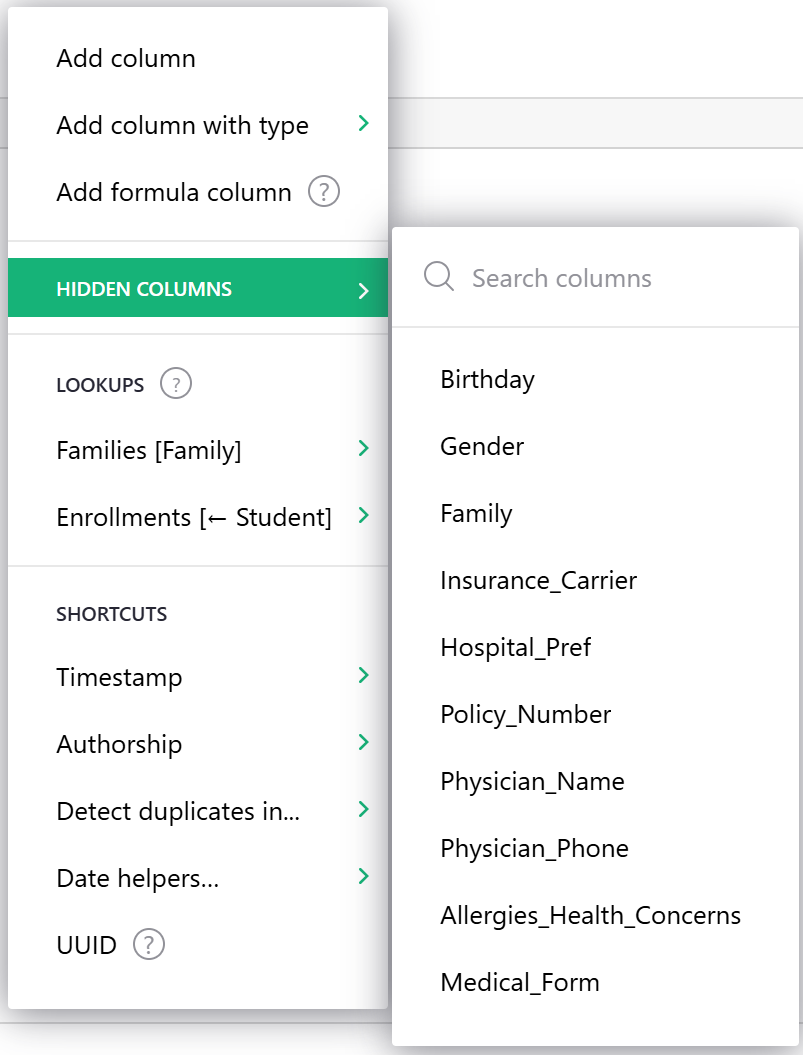 Add column
Add column with type
Add formula column ?
HIDDEN COLUMNS
LOOKUPS ?
Families [Family]
Enrollments [← Student]
SHORTCUTS
Timestamp
Authorship
Detect duplicates in...
Date helpers...
UUID ?
Search columns
Birthday
Gender
Family
Insurance_Carrier
Hospital_Pref
Policy_Number
Physician_Name
Physician_Phone
Allergies_Health_Concerns
Medical_Form